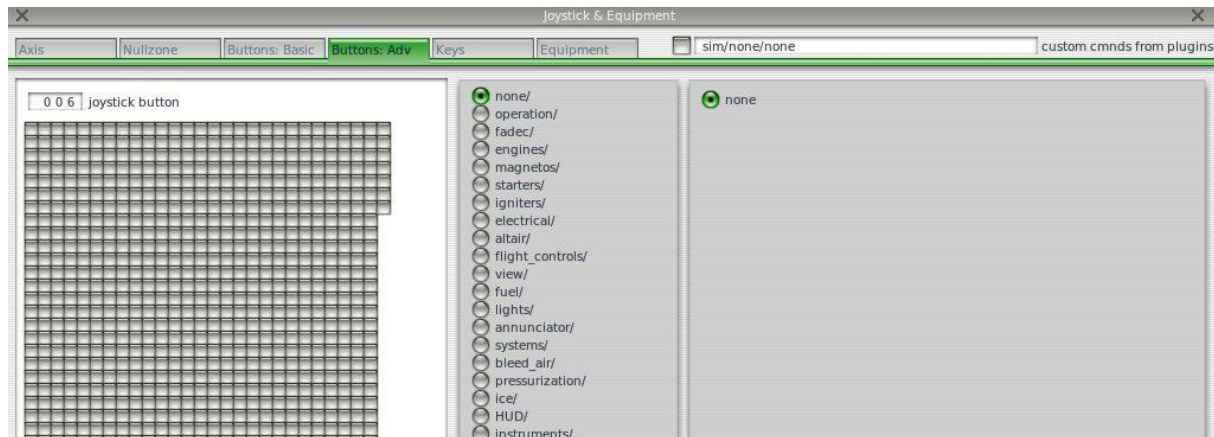 Joystick & Equipment
Axis Nullzone Buttons: Basic Buttons: Adv Keys Equipment sim/none/none custom cmnds from plugins
0 0 6 joystick button
none/
operation/
fadec/
engines/
magnetos/
starters/
igniters/
electrical/
altair/
flight_controls/
view/
fuel/
lights/
annunciator/
systems/
bleed_air/
pressurization/
ice/
HUD/
instruments/
none